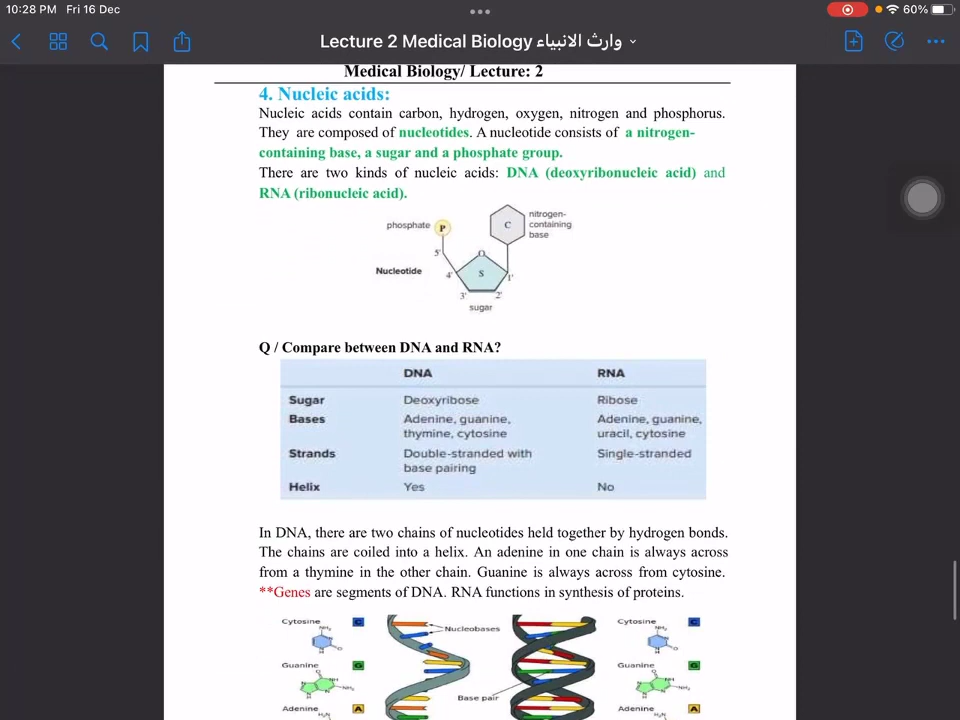 10:28 PM Fri 16 Dec
60%
Lecture 2 Medical Biology وارث الانبياء
Medical Biology/ Lecture: 2
4. Nucleic acids:
Nucleic acids contain carbon, hydrogen, oxygen, nitrogen and phosphorus.
They are composed of nucleotides. A nucleotide consists of a nitrogen-
containing base, a sugar and a phosphate group.
There are two kinds of nucleic acids: DNA (deoxyribonucleic acid) and
RNA (ribonucleic acid).
phosphate P
C
nitrogen-
containing
base
5'
O
Nucleotide
4'
S
1'
3'
2'
sugar
Q / Compare between DNA and RNA?
DNA RNA
Sugar Deoxyribose Ribose
Bases Adenine, guanine, Adenine, guanine,
thymine, cytosine uracil, cytosine
Strands Double-stranded with Single-stranded
base pairing
Helix Yes No
In DNA, there are two chains of nucleotides held together by hydrogen bonds.
The chains are coiled into a helix. An adenine in one chain is always across
from a thymine in the other chain. Guanine is always across from cytosine.
**Genes are segments of DNA. RNA functions in synthesis of proteins.
Cytosine C
Nucleobases
Cytosine C
Guanine G
Guanine G
Base pair
Adenine A
Adenine A